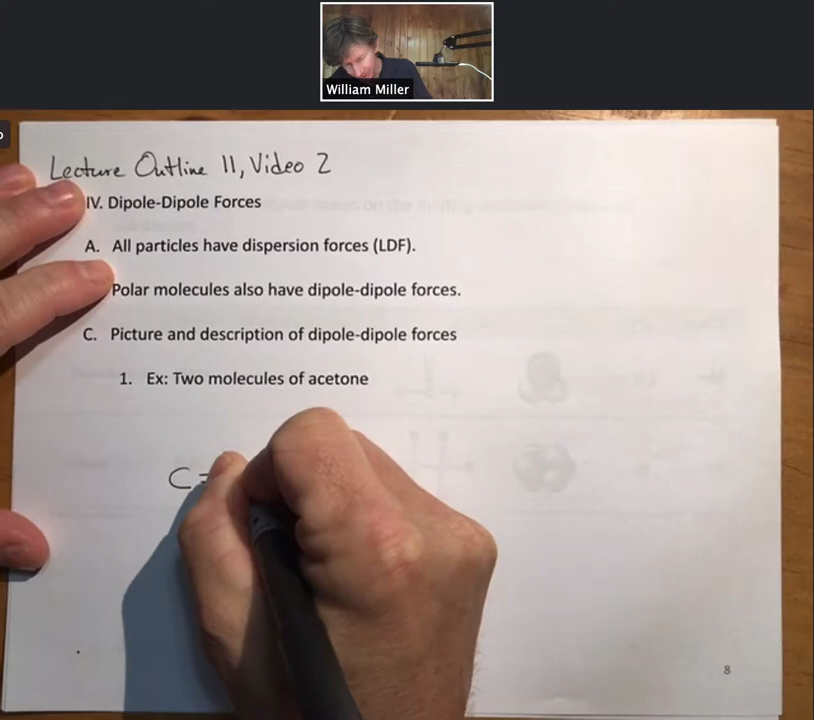 William Miller
Lecture Outline 11, Video 2
IV. Dipole-Dipole Forces
A. All particles have dispersion forces (LDF).
Polar molecules also have dipole-dipole forces.
C. Picture and description of dipole-dipole forces
1. Ex: Two molecules of acetone
C=
8